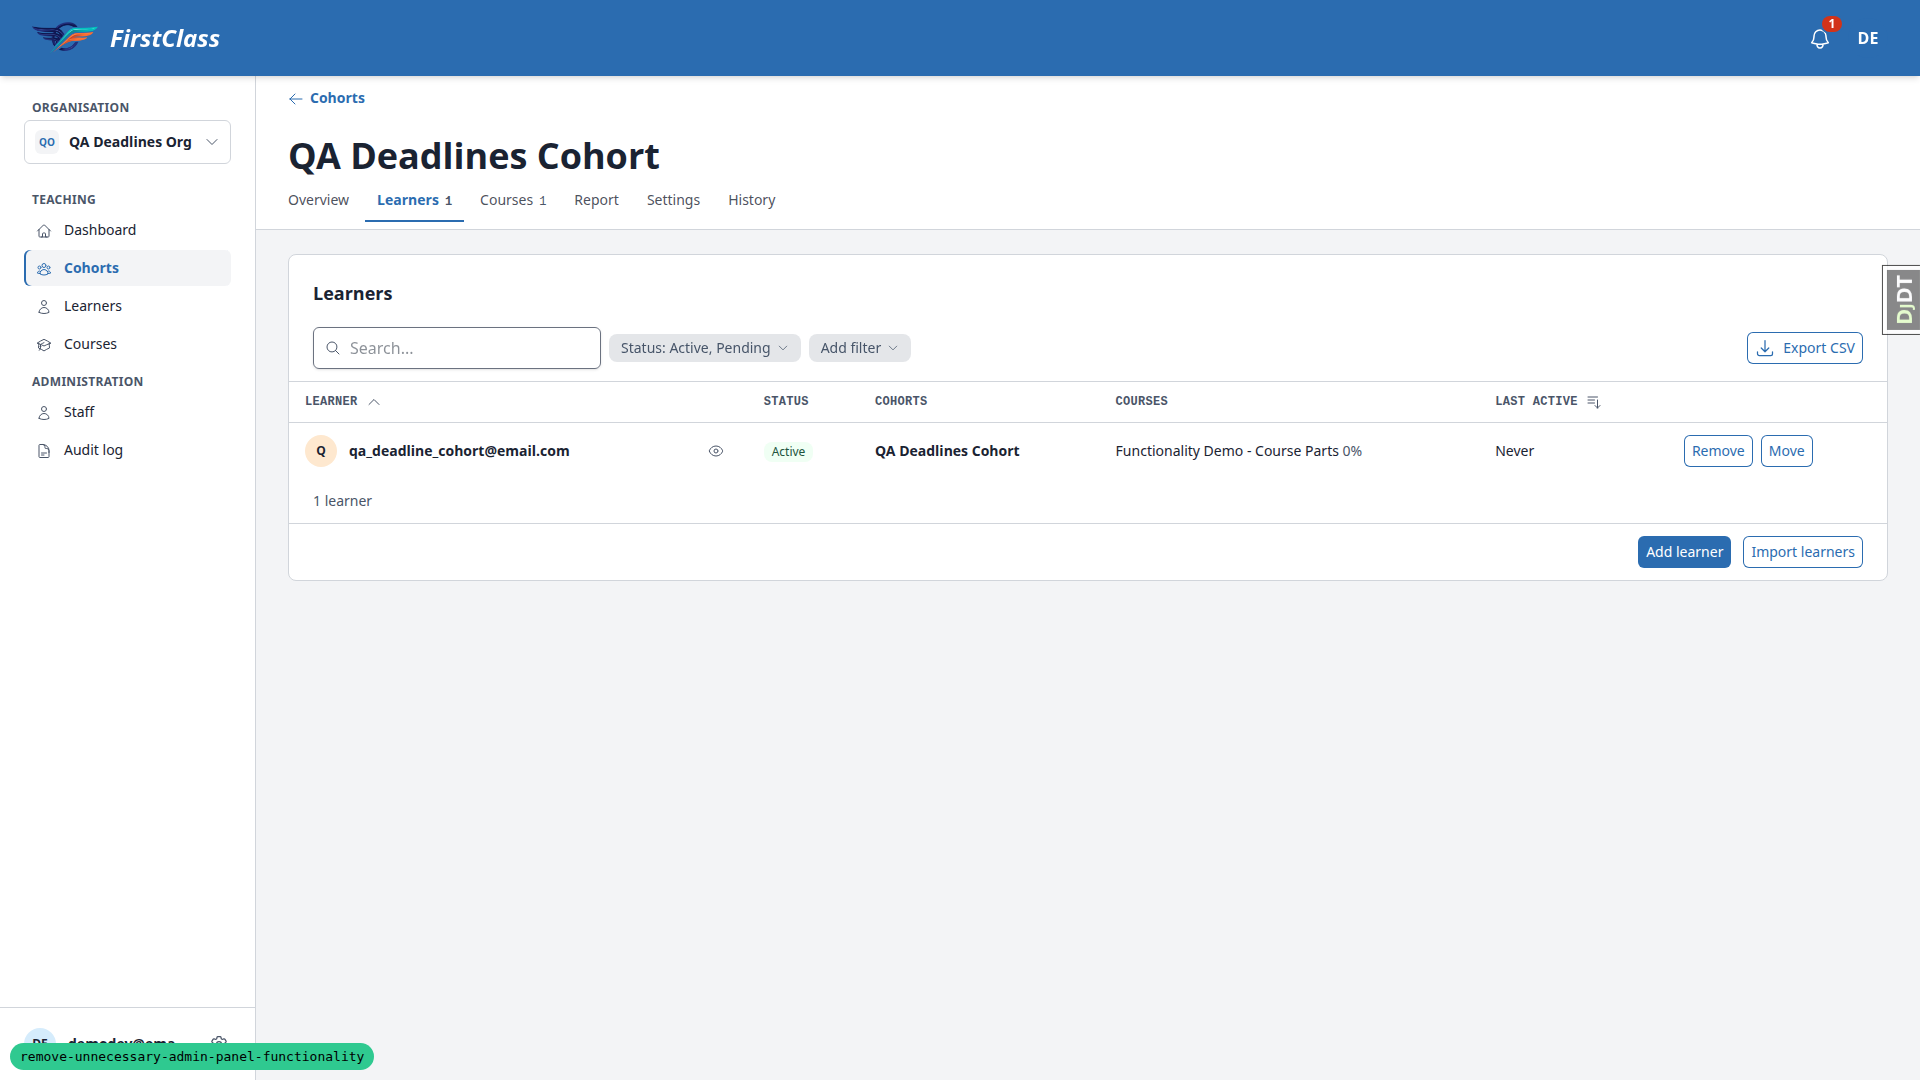 FirstClass
1
DE
ORGANISATION
QO QA Deadlines Org
TEACHING
Dashboard
Cohorts
Learners
Courses
ADMINISTRATION
Staff
Audit log
remove-unnecessary-admin-panel-functionality
Cohorts
QA Deadlines Cohort
Overview Learners 1 Courses 1 Report Settings History
Learners
Search... Status: Active, Pending Add filter Export CSV
LEARNER STATUS COHORTS COURSES LAST ACTIVE
Q qa_deadline_cohort@email.com Active QA Deadlines Cohort Functionality Demo - Course Parts 0% Never Remove Move
1 learner
Add learner Import learners
DJDT